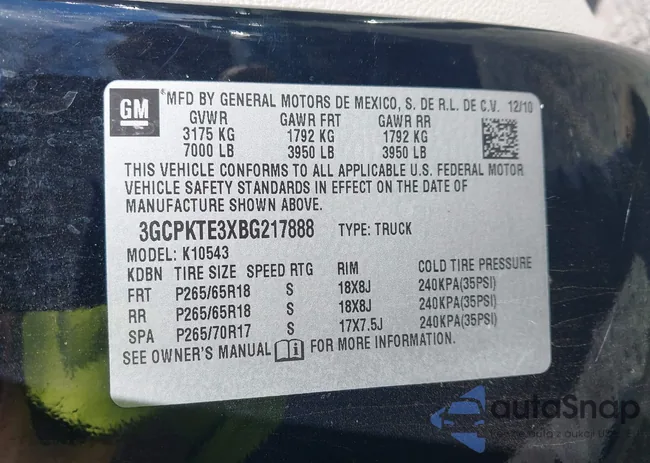 GM
MFD BY GENERAL MOTORS DE MEXICO, S. DE R.L. DE C.V. 12/10
GVWR GAWR FRT GAWR RR
3175 KG 1792 KG 1792 KG
7000 LB 3950 LB 3950 LB
THIS VEHICLE CONFORMS TO ALL APPLICABLE U.S. FEDERAL MOTOR
VEHICLE SAFETY STANDARDS IN EFFECT ON THE DATE OF
MANUFACTURE SHOWN ABOVE.
3GCPKTE3XBG217888 TYPE: TRUCK
MODEL: K10543
KDBN TIRE SIZE SPEED RTG RIM COLD TIRE PRESSURE
FRT P265/65R18 S 18X8J 240KPA(35PSI)
RR P265/65R18 S 18X8J 240KPA(35PSI)
SPA P265/70R17 S 17X7.5J 240KPA(35PSI)
SEE OWNER'S MANUAL FOR MORE INFORMATION.
autoSnap